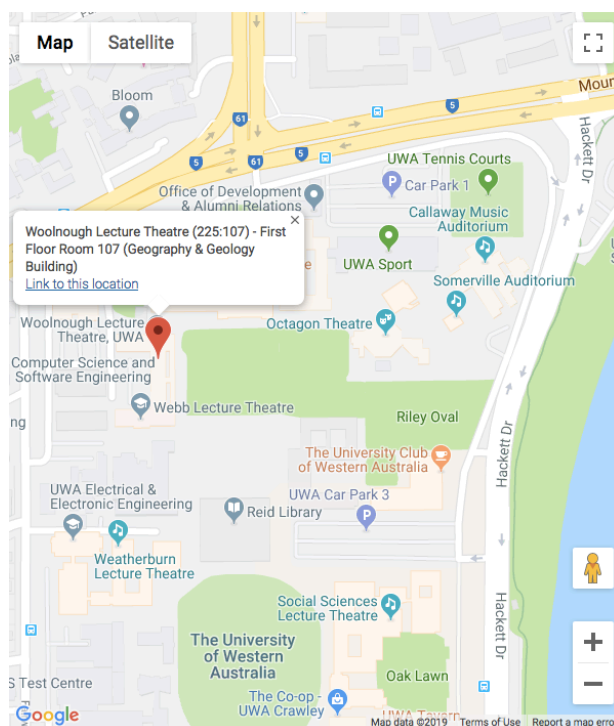 Map
Satellite
Bloom
61
5
Moun
Hackett Dr
5
61
5
UWA Tennis Courts
Office of Development
& Alumni Relations
P
Car Park 1
Callaway Music
Auditorium
Woolnough Lecture Theatre (225:107) - First
Floor Room 107 (Geography & Geology
Building)
Link to this location
UWA Sport
Somerville Auditorium
Woolnough Lecture
Theatre, UWA
Octagon Theatre
Computer Science and
Software Engineering
Webb Lecture Theatre
ng
Riley Oval
Hackett Dr
The University Club
of Western Australia
UWA Electrical &
Electronic Engineering
UWA Car Park 3
P
Reid Library
Weatherburn
Lecture Theatre
Social Sciences
Lecture Theatre
Hackett Dr
The University
of Western
Australia
S Test Centre
Oak Lawn
The Co-op -
UWA Crawley
UWA Tavern
Google
Map data ©2019
Terms of Use
Report a map erro